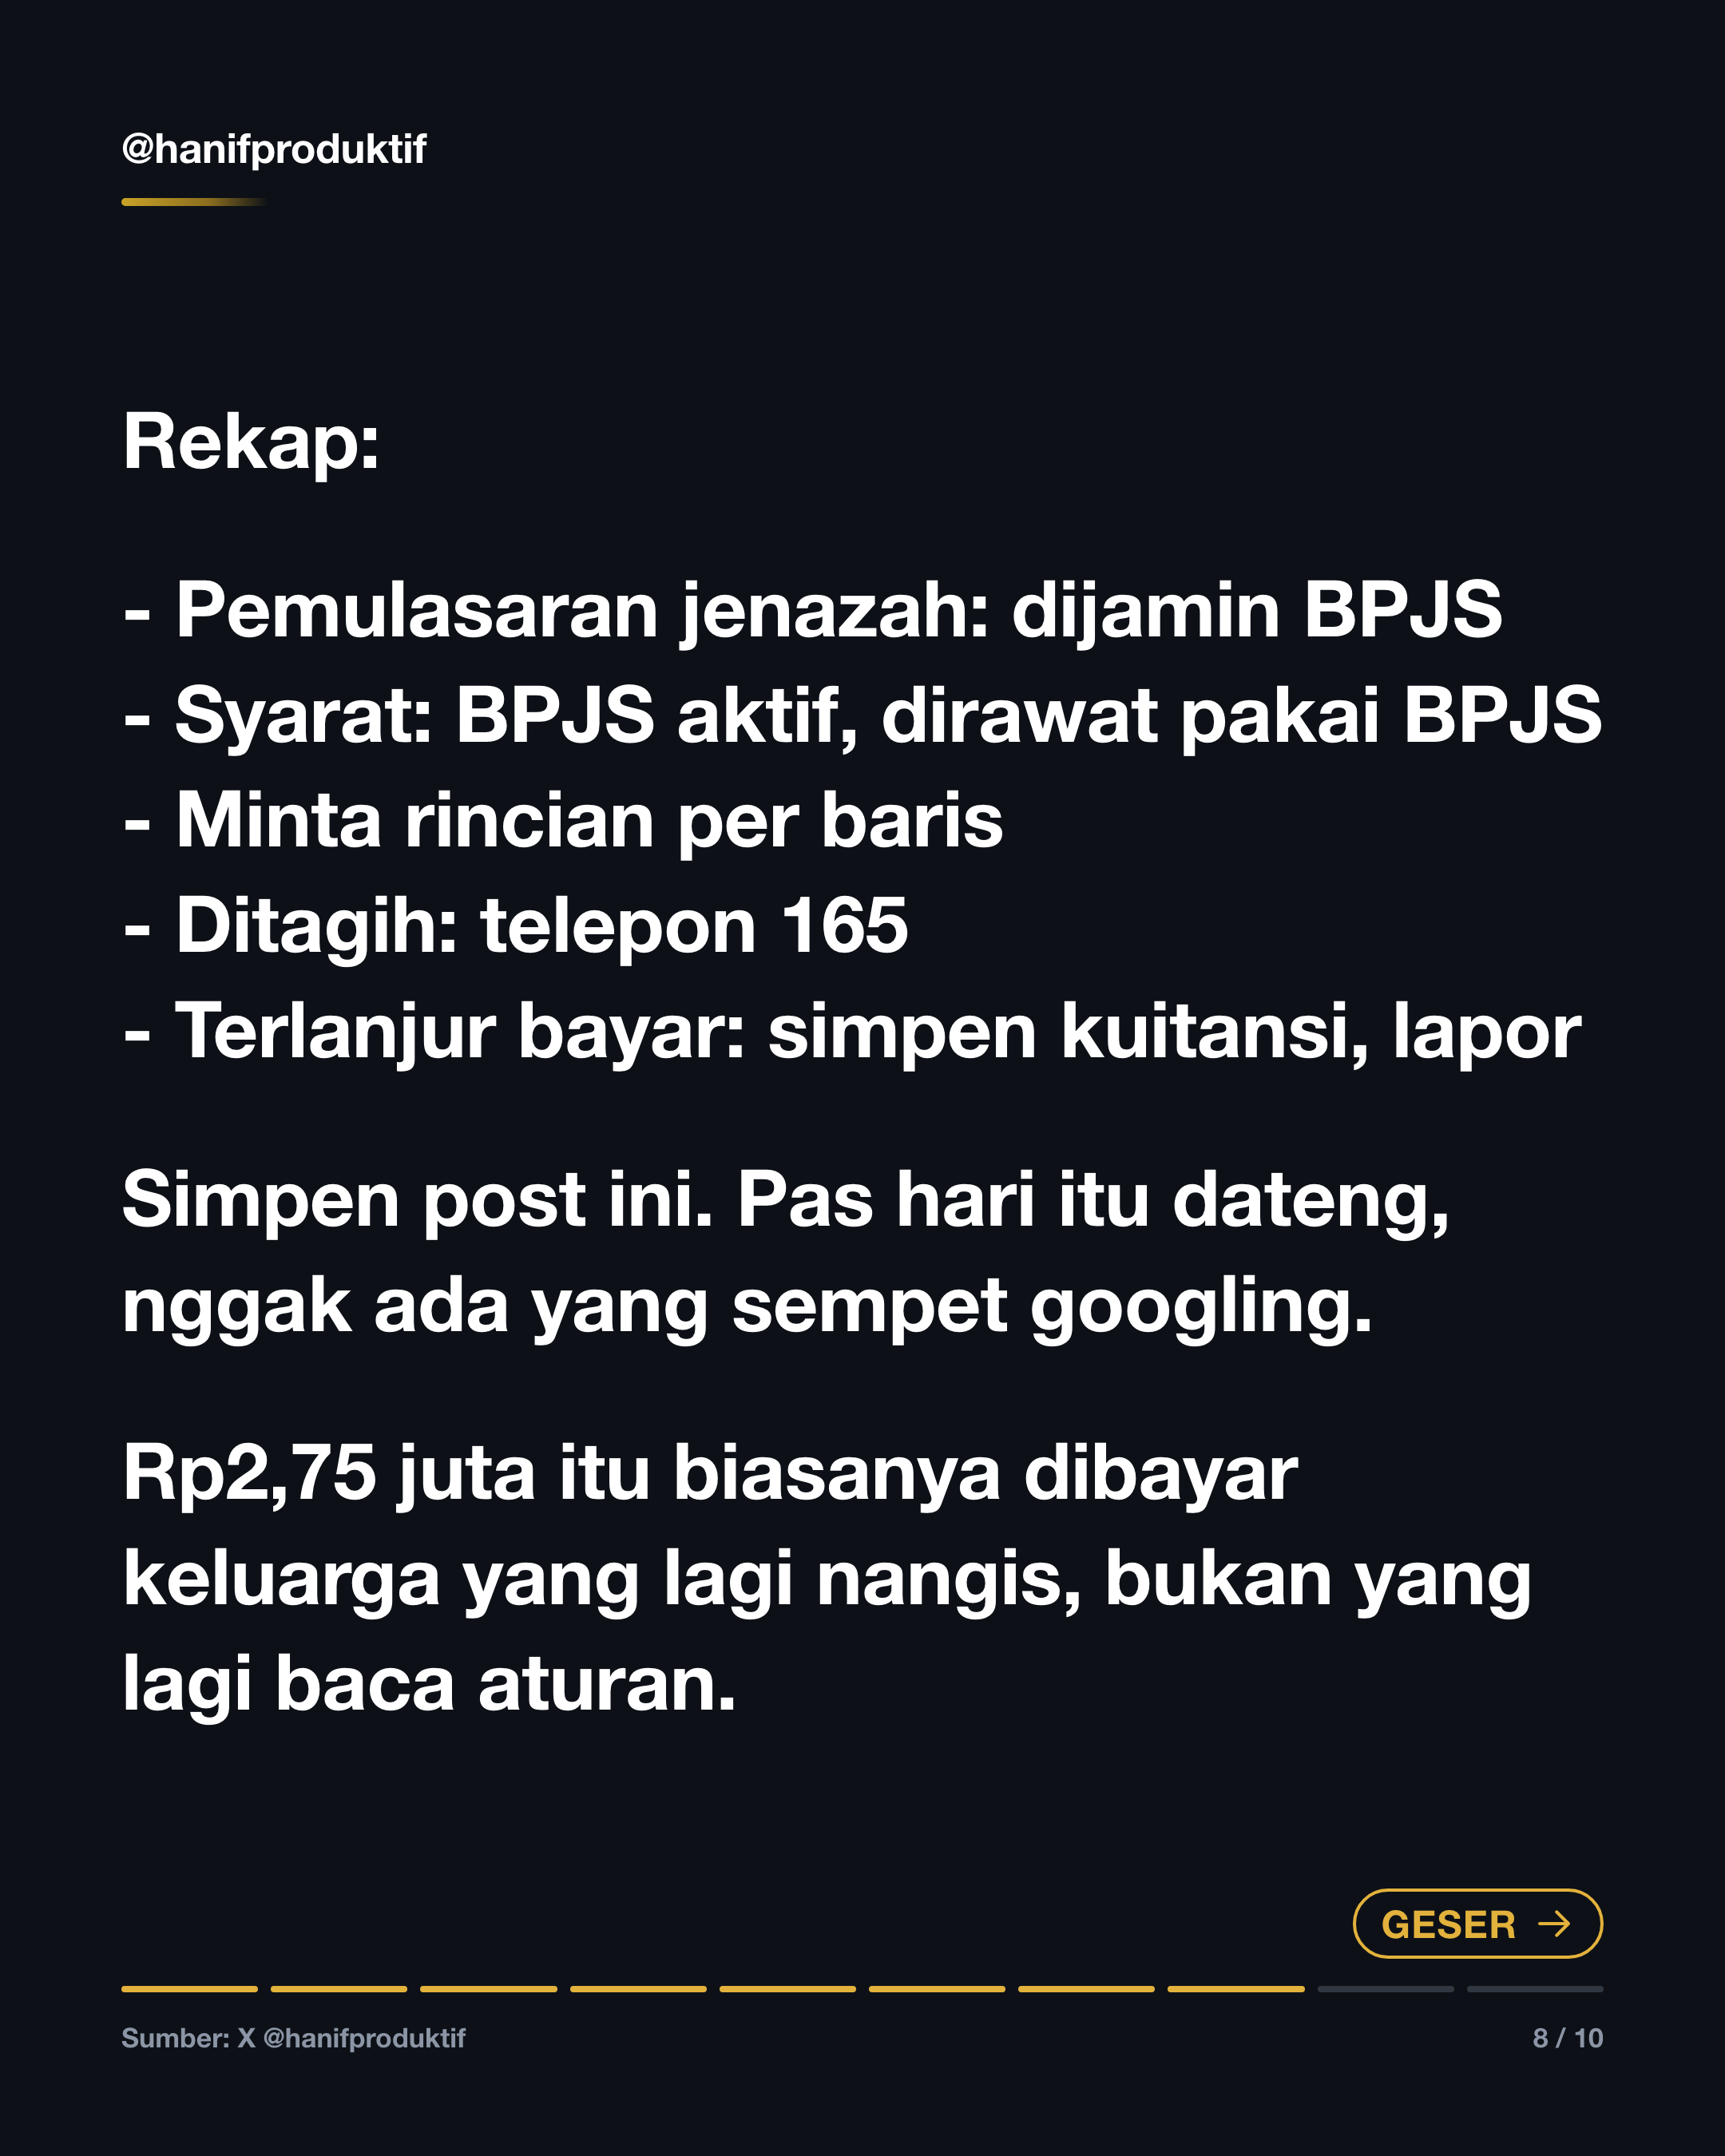 @hanifproduktif
Rekap:
- Pemulasaran jenazah: dijamin BPJS
- Syarat: BPJS aktif, dirawat pakai BPJS
- Minta rincian per baris
- Ditagih: telepon 165
- Terlanjur bayar: simpen kuitansi, lapor
Simpen post ini. Pas hari itu dateng,
nggak ada yang sempet googling.
Rp2,75 juta itu biasanya dibayar
keluarga yang lagi nangis, bukan yang
lagi baca aturan.
GESER →
Sumber: X @hanifproduktif
8 / 10